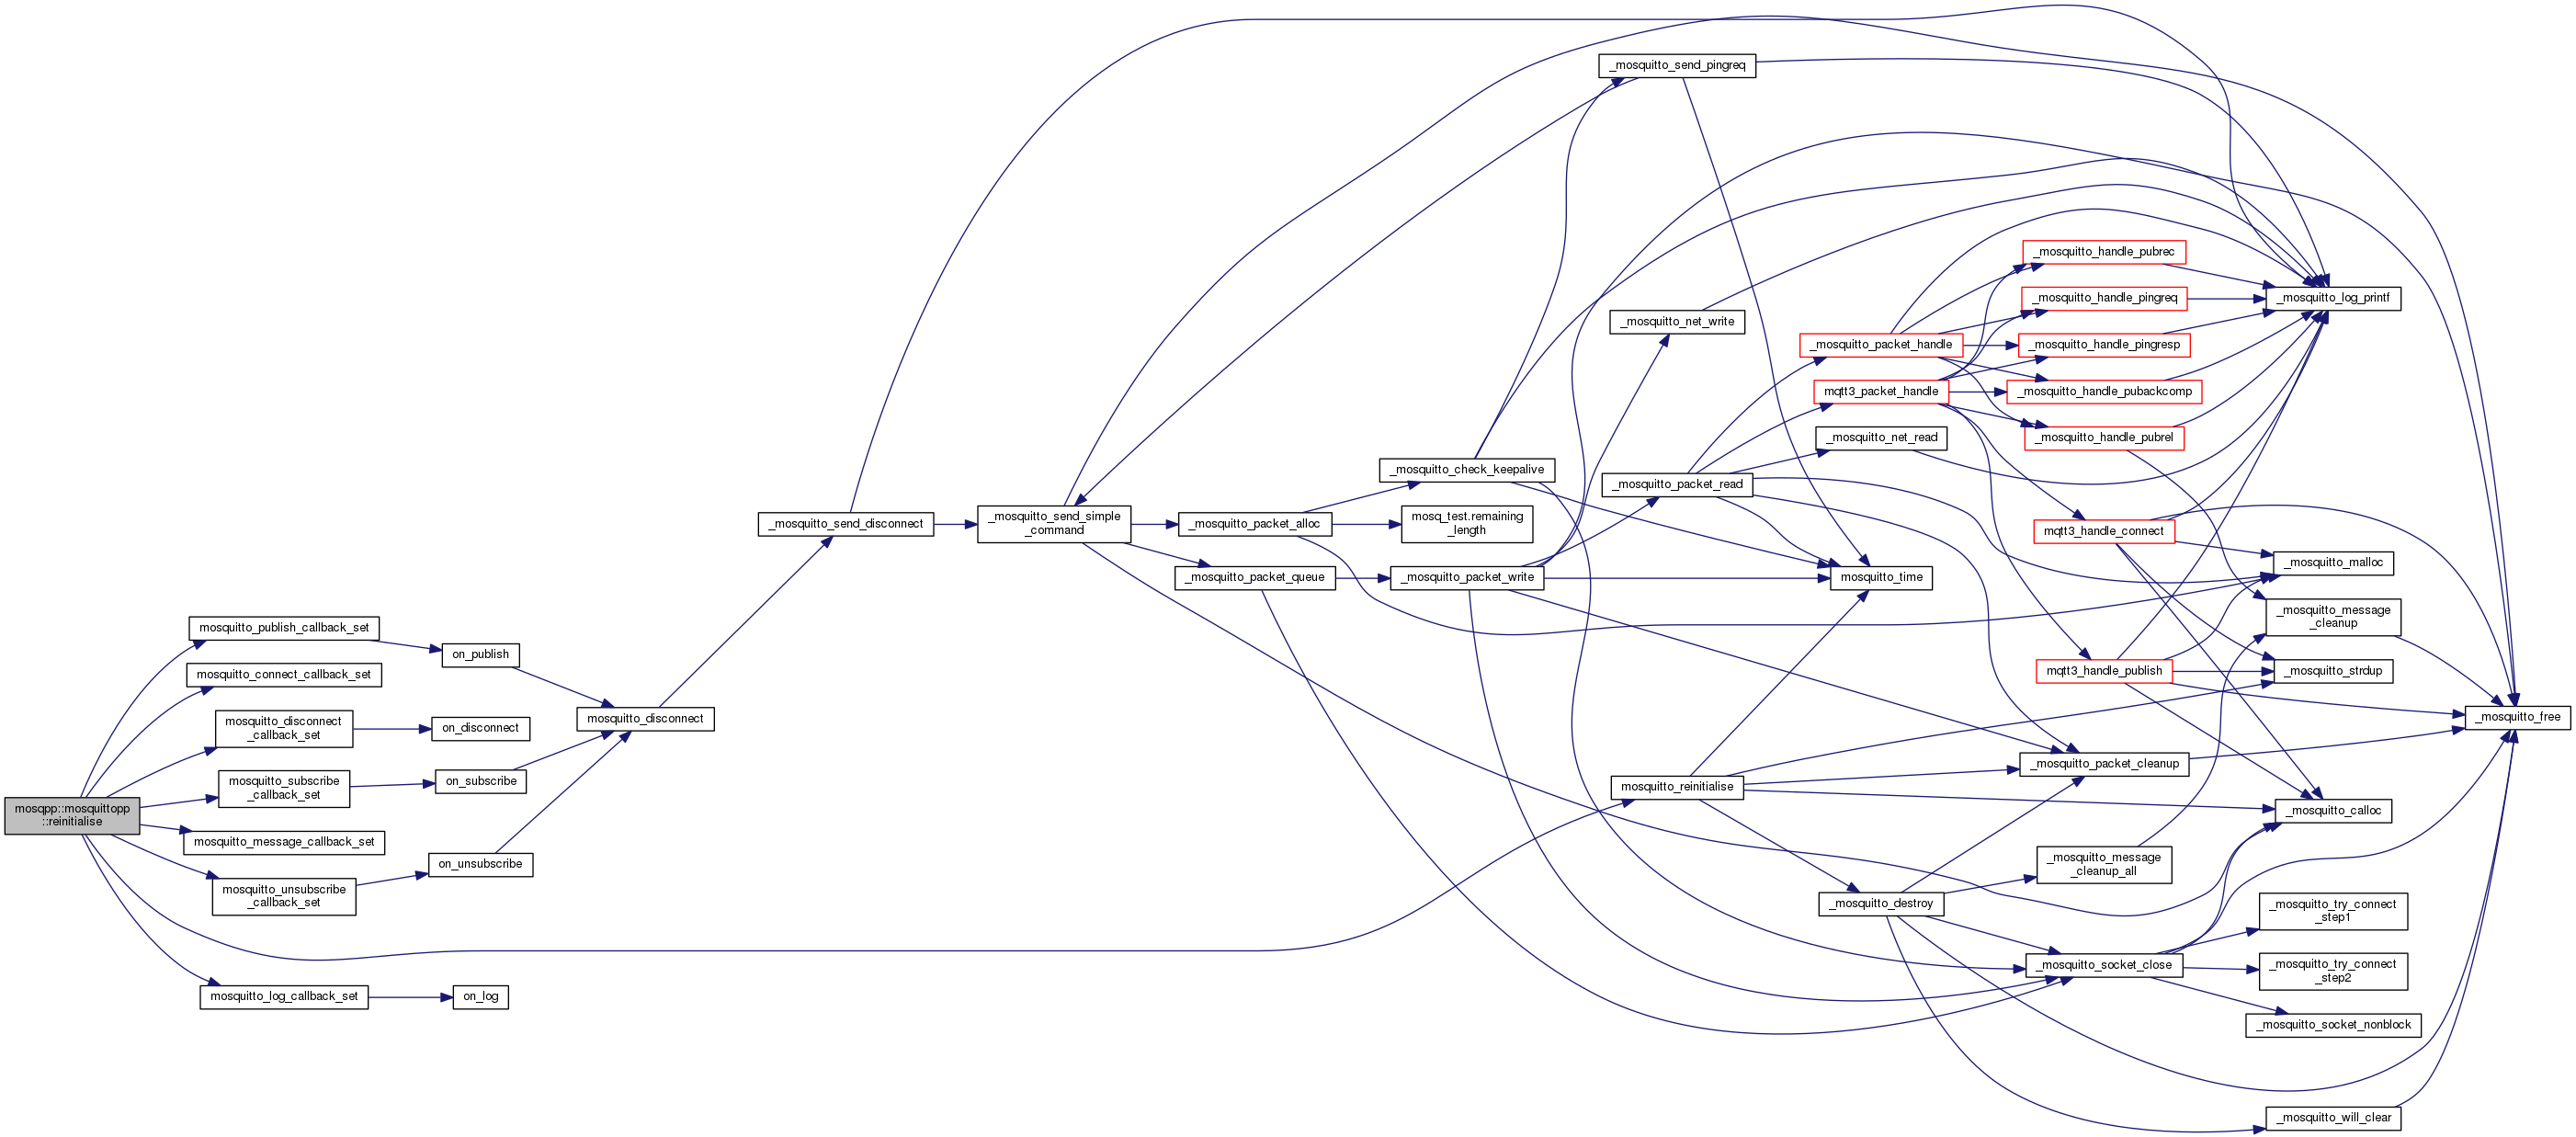 mosqpp::mosquittopp
::reinitialise
mosquitto_publish_callback_set
mosquitto_connect_callback_set
mosquitto_disconnect
_callback_set
mosquitto_subscribe
_callback_set
mosquitto_message_callback_set
mosquitto_unsubscribe
_callback_set
mosquitto_log_callback_set
on_publish
on_disconnect
on_subscribe
on_unsubscribe
on_log
mosquitto_disconnect
_mosquitto_send_disconnect
_mosquitto_send_simple
_command
_mosquitto_packet_alloc
_mosquitto_packet_queue
_mosquitto_check_keepalive
mosq_test.remaining
_length
_mosquitto_packet_write
_mosquitto_send_pingreq
_mosquitto_net_write
_mosquitto_packet_read
mosquitto_reinitialise
_mosquitto_packet_handle
mqtt3_packet_handle
_mosquitto_net_read
mosquitto_time
_mosquitto_destroy
_mosquitto_handle_pubrec
_mosquitto_handle_pingreq
_mosquitto_handle_pingresp
_mosquitto_handle_pubackcomp
_mosquitto_handle_pubrel
mqtt3_handle_connect
mqtt3_handle_publish
_mosquitto_packet_cleanup
_mosquitto_message
_cleanup_all
_mosquitto_socket_close
_mosquitto_log_printf
_mosquitto_malloc
_mosquitto_message
_cleanup
_mosquitto_strdup
_mosquitto_calloc
_mosquitto_try_connect
_step1
_mosquitto_try_connect
_step2
_mosquitto_socket_nonblock
_mosquitto_will_clear
_mosquitto_free